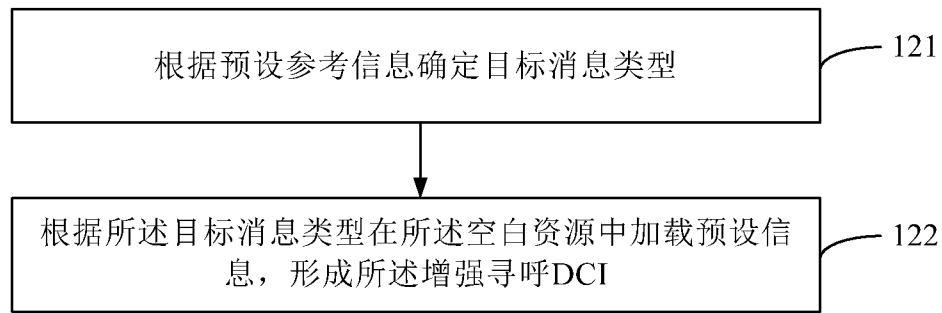 根据预设参考信息确定目标消息类型
121
根据所述目标消息类型在所述空白资源中加载预设信
息，形成所述增强寻呼DCI
122